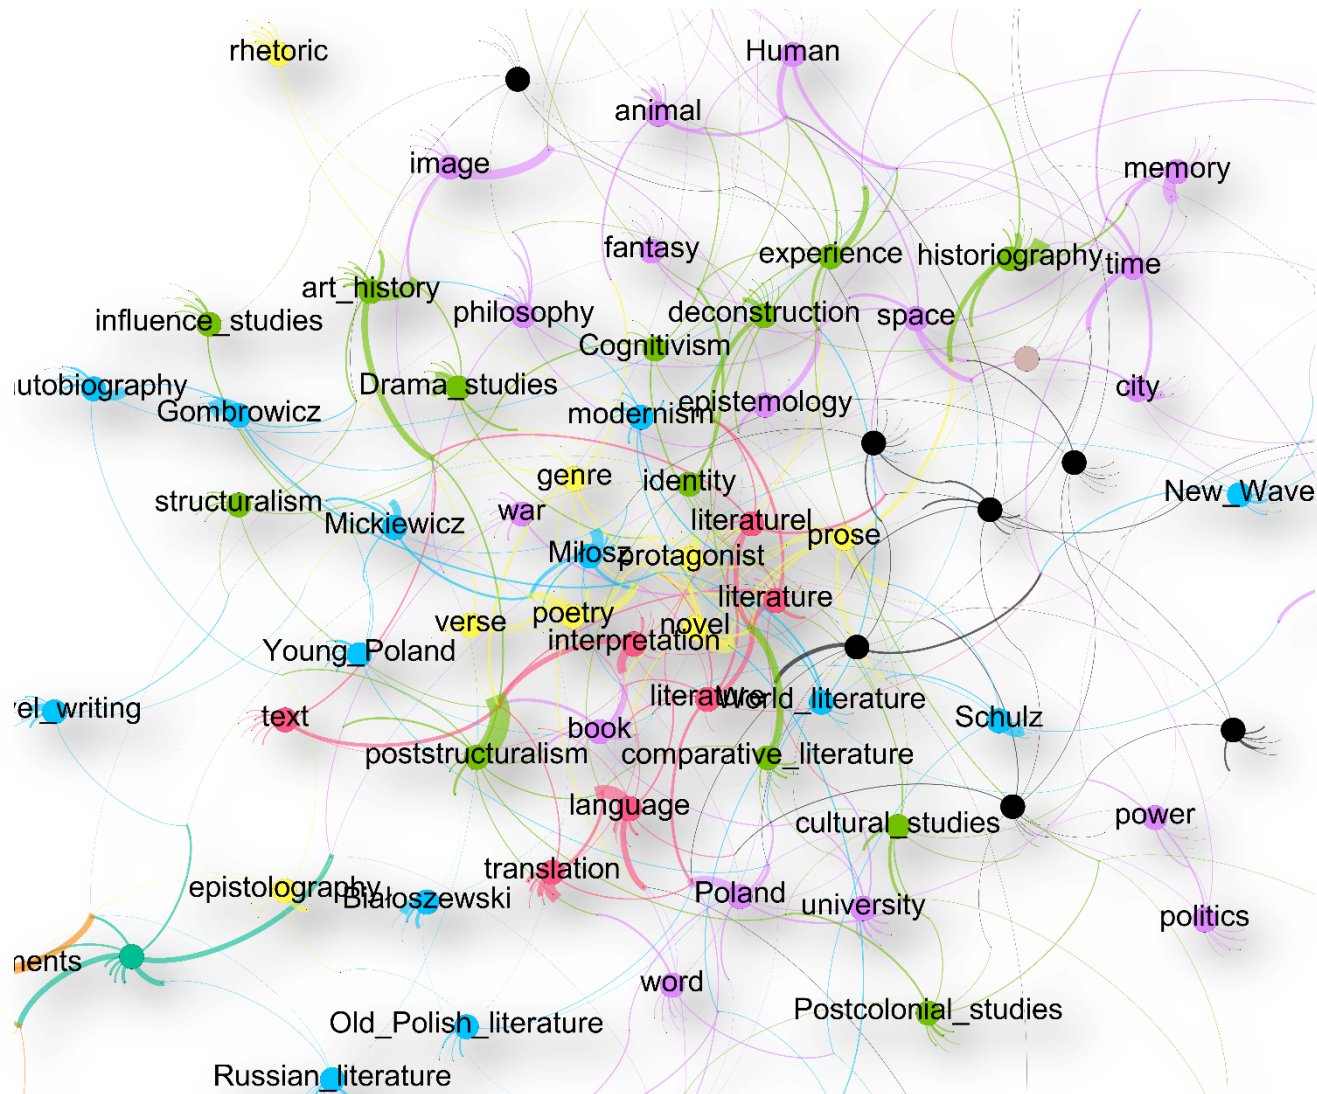 rhetoric
Human
animal
image
memory
fantasy
experience
historiography
time
art_history
influence_studies
philosophy
deconstruction
space
Cognitivism
utobiography
Gombrowicz
Drama_studies
modernism
epistemology
city
genre
identity
structuralism
Mickiewicz
war
literaturel
prose
New_Wave
Miłosz
protagonist
literature
verse
poetry
novel
interpretation
Young_Poland
vel_writing
text
literature
World_literature
Schulz
book
poststructuralism
comparative_literature
language
cultural_studies
power
translation
epistolography
Białoszewski
Poland
university
politics
nents
word
Old_Polish_literature
Postcolonial_studies
Russian_literature